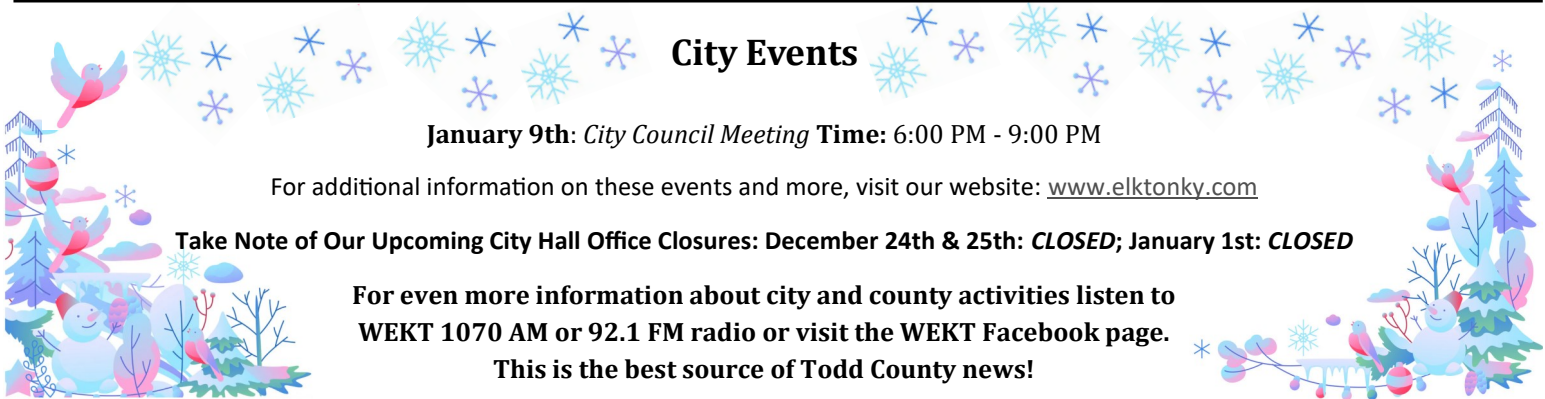 City Events
January 9th: City Council Meeting Time: 6:00 PM - 9:00 PM
For additional information on these events and more, visit our website: www.elktonky.com
Take Note of Our Upcoming City Hall Office Closures: December 24th & 25th: CLOSED; January 1st: CLOSED
For even more information about city and county activities listen to
WEKT 1070 AM or 92.1 FM radio or visit the WEKT Facebook page.
This is the best source of Todd County news!